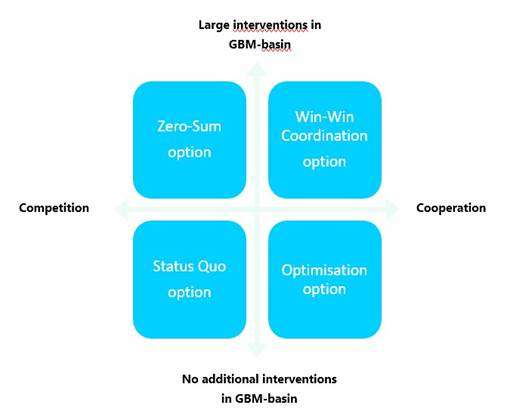 Large interventions in
GBM-basin
Zero-Sum
option
Win-Win
Coordination
option
Competition
Cooperation
Status Quo
option
Optimisation
option
No additional interventions
in GBM-basin